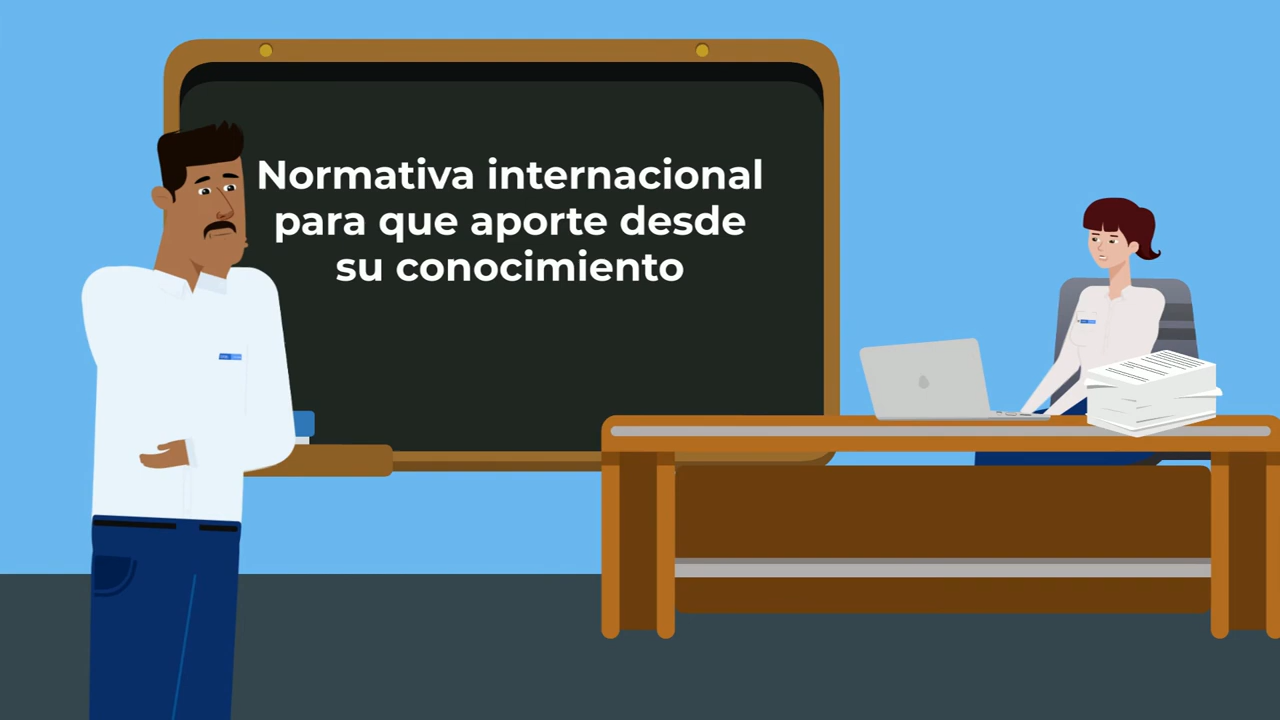 Normativa internacional
para que aporte desde
su conocimiento